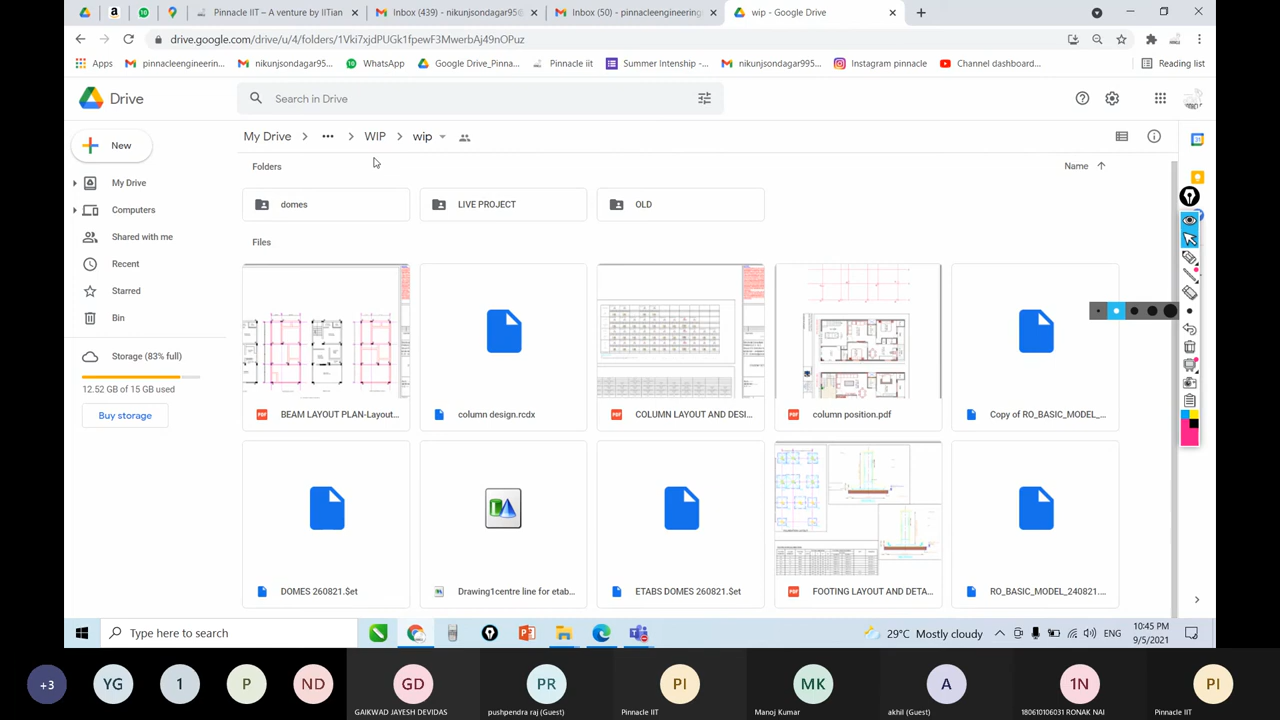 Pinnacle IIT – A venture by IITian
Inbox (439) - nikunjsondagar95@
Inbox (50) - pinnacleengineering
wip - Google Drive
drive.google.com/drive/u/4/folders/1Vki7xjdPUGk1fpewF3MwerbAj49nOPuz
Apps
pinnacleengineerin...
nikunjsondagar95...
WhatsApp
Google Drive_Pinna...
Pinnacle iit
Summer Intenship -...
nikunjsondagar995...
Instagram pinnacle
Channel dashboard...
Reading list
Drive
Search in Drive
New
My Drive
...
WIP
wip
Folders
Name
My Drive
Computers
Shared with me
Recent
Starred
Bin
Storage (83% full)
12.52 GB of 15 GB used
Buy storage
domes
LIVE PROJECT
OLD
Files
BEAM LAYOUT PLAN-Layout...
column design.rcdx
COLUMN LAYOUT AND DESI...
column position.pdf
Copy of RO_BASIC_MODEL_...
DOMES 260821.$et
Drawing1centre line for etab...
ETABS DOMES 260821.$et
FOOTING LAYOUT AND DETA...
RO_BASIC_MODEL_240821....
Type here to search
29°C Mostly cloudy
ENG
10:45 PM
9/5/2021
+3
YG
1
P
ND
GD
GAIKWAD JAYESH DEVIDAS
PR
pushpendra raj (Guest)
PI
Pinnacle IIT
MK
Manoj Kumar
A
akhil (Guest)
1N
180610106031 RONAK NAI
PI
Pinnacle IIT